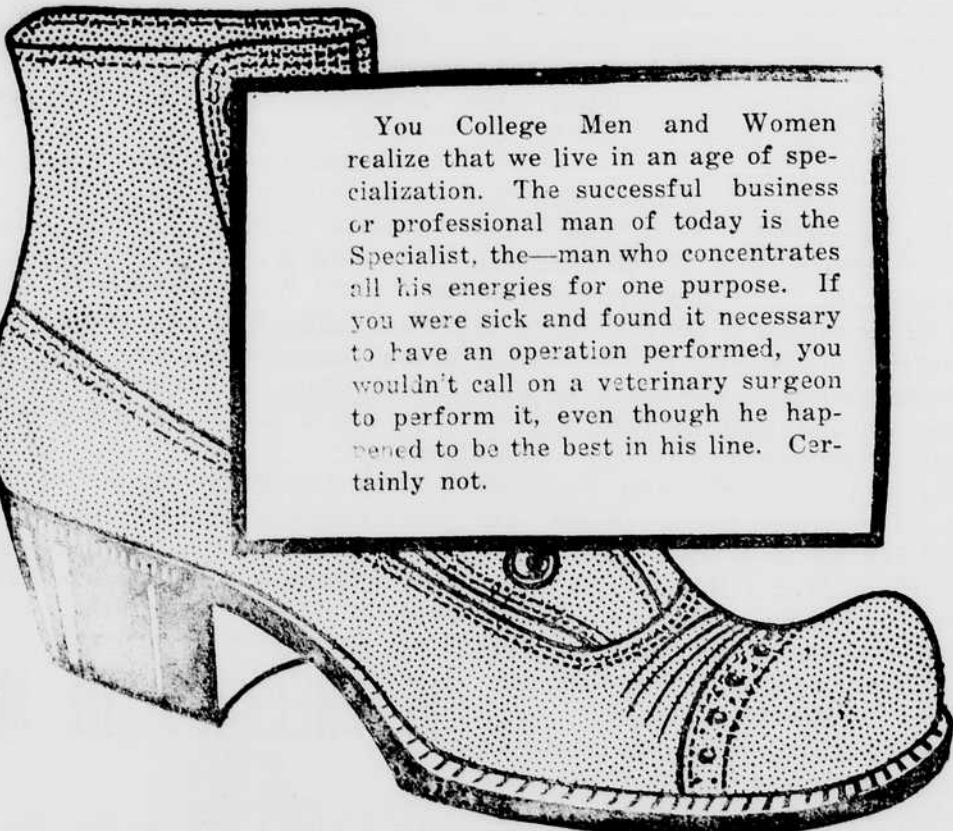 You College Men and Women
realize that we live in an age of spe-
cialization. The successful business
or professional man of today is the
Specialist, the—man who concentrates
all his energies for one purpose. If
you were sick and found it necessary
to have an operation performed, you
wouldn't call on a veterinary surgeon
to perform it, even though he hap-
pened to be the best in his line. Cer-
tainly not.